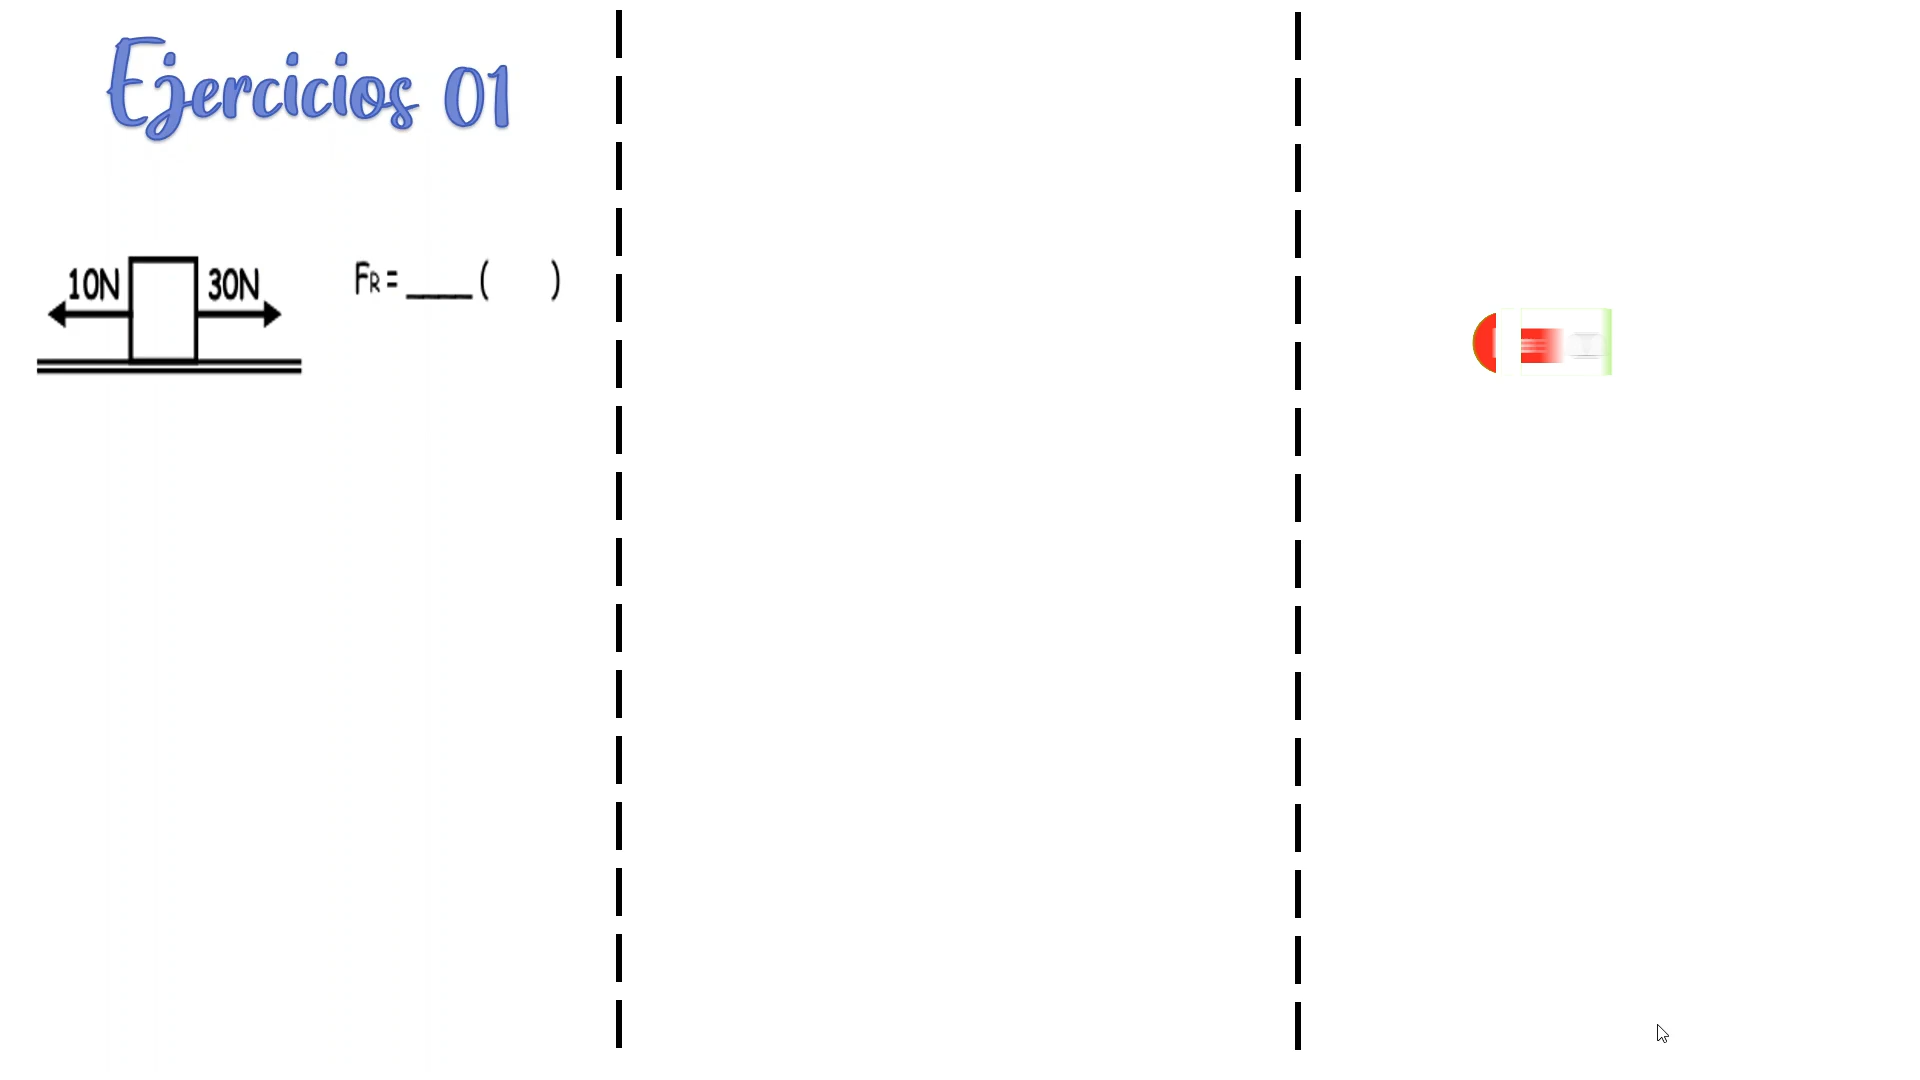 Ejercicios 01
10N 30N FR = ____ ( )